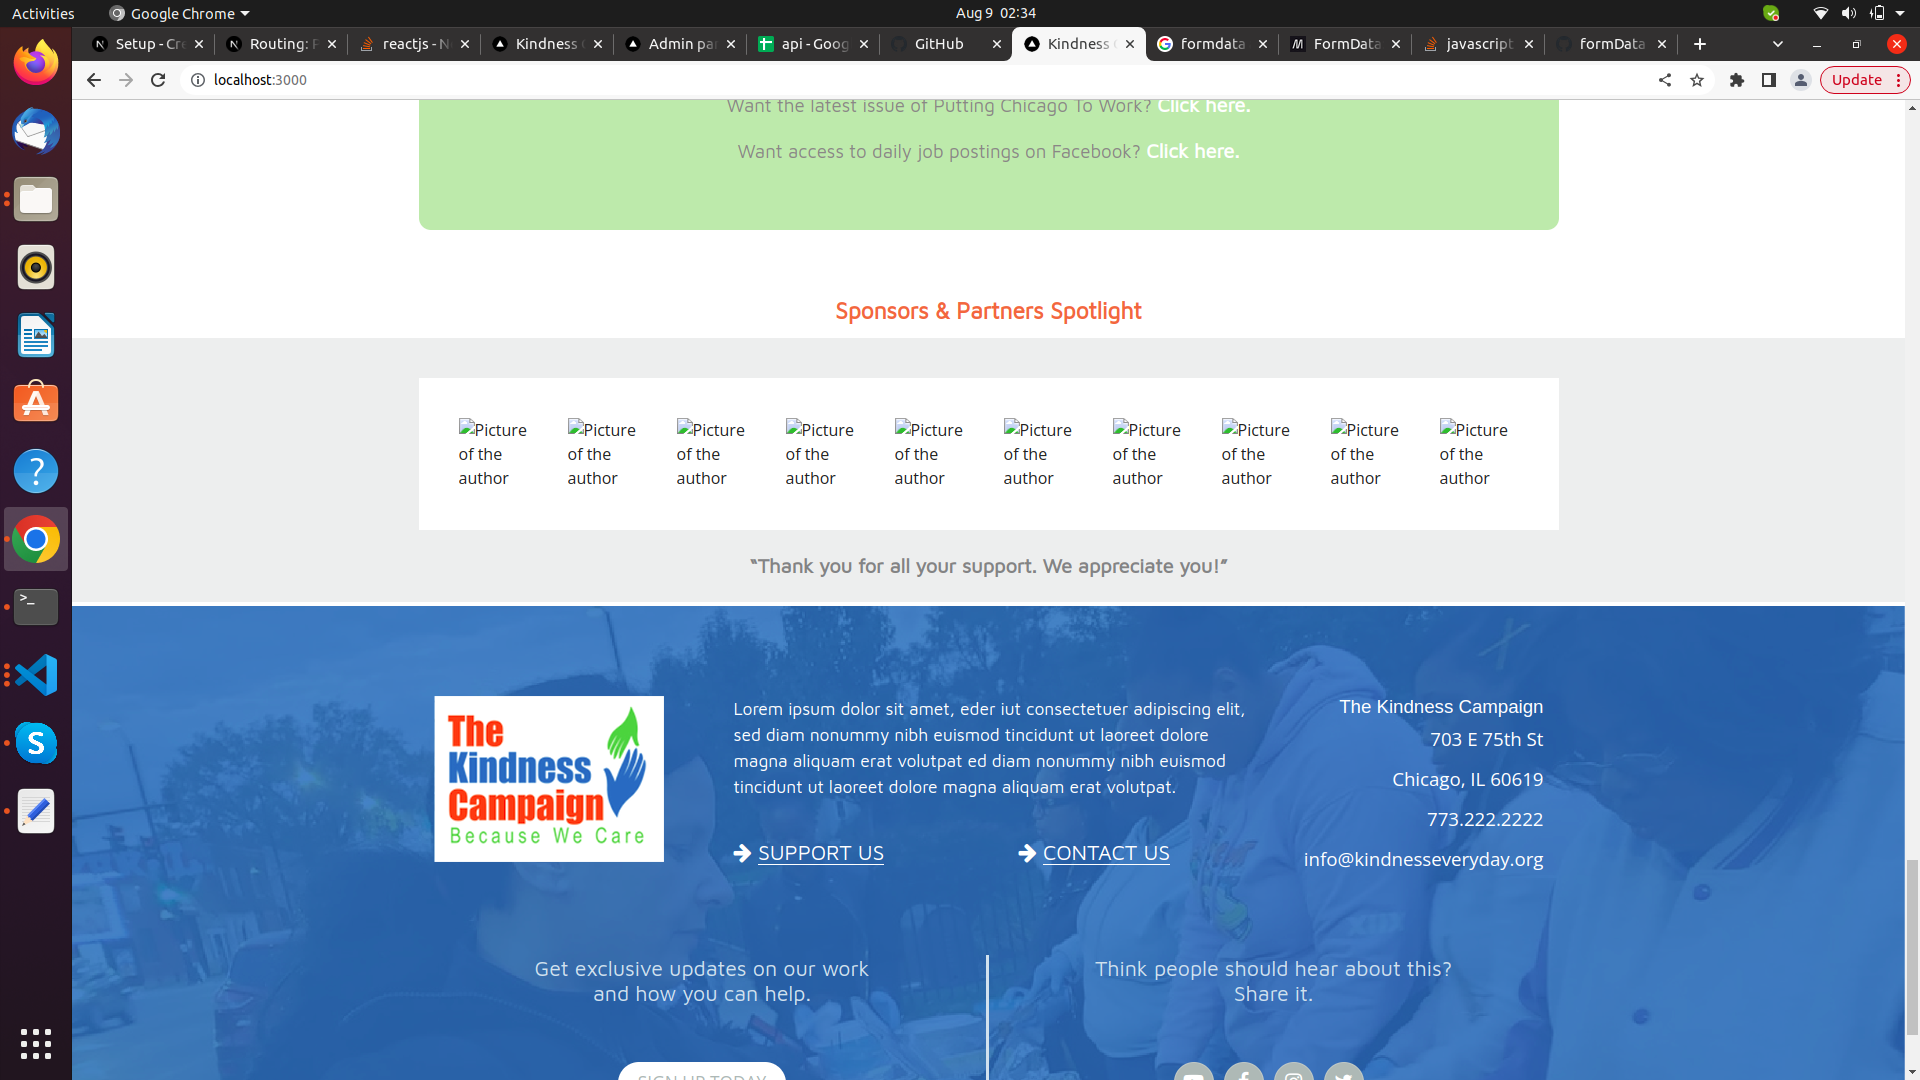 Activities
Google Chrome
Aug 9 02:34
Setup - Cre
Routing: P
reactjs - N
Kindness
Admin pa
api - Goog
GitHub
Kindness
formdata
FormData
javascript
formData
localhost:3000
Update
Want the latest issue of Putting Chicago To Work? Click here.
Want access to daily job postings on Facebook? Click here.
Sponsors & Partners Spotlight
Picture of the author
Picture of the author
Picture of the author
Picture of the author
Picture of the author
Picture of the author
Picture of the author
Picture of the author
Picture of the author
Picture of the author
“Thank you for all your support. We appreciate you!”
The
Kindness
Campaign
Because We Care
Lorem ipsum dolor sit amet, eder iut consectetuer adipiscing elit,
sed diam nonummy nibh euismod tincidunt ut laoreet dolore
magna aliquam erat volutpat ed diam nonummy nibh euismod
tincidunt ut laoreet dolore magna aliquam erat volutpat.
SUPPORT US
CONTACT US
The Kindness Campaign
703 E 75th St
Chicago, IL 60619
773.222.2222
info@kindnesseveryday.org
Get exclusive updates on our work
and how you can help.
Think people should hear about this?
Share it.
SIGN UP TODAY